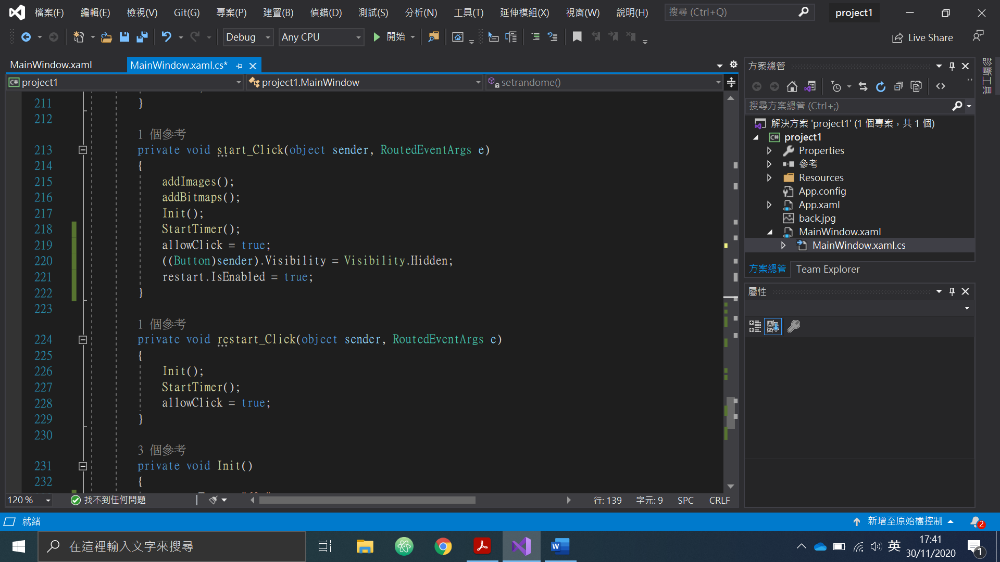 檔案(F) 編輯(E) 檢視(V) Git(G) 專案(P) 建置(B) 偵錯(D) 測試(S) 分析(N) 工具(T) 延伸模組(X) 視窗(W) 說明(H) 搜尋 (Ctrl+Q) project1
Debug Any CPU 開始 Live Share
MainWindow.xaml MainWindow.xaml.cs*
project1 project1.MainWindow setrandome()
211 }
212
1 個參考
213 private void start_Click(object sender, RoutedEventArgs e)
214 {
215 addImages();
216 addBitmaps();
217 Init();
218 StartTimer();
219 allowClick = true;
220 ((Button)sender).Visibility = Visibility.Hidden;
221 restart.IsEnabled = true;
222 }
223
1 個參考
224 private void restart_Click(object sender, RoutedEventArgs e)
225 {
226 Init();
227 StartTimer();
228 allowClick = true;
229 }
230
3 個參考
231 private void Init()
232 {
120 % 找不到任何問題 行: 139 字元: 9 SPC CRLF
方案總管
搜尋方案總管 (Ctrl+;)
解決方案 'project1' (1 個專案，共 1 個)
C# project1
Properties
參考
Resources
App.config
App.xaml
back.jpg
MainWindow.xaml
MainWindow.xaml.cs
方案總管 Team Explorer
屬性
診斷工具
就緒 新增至原始檔控制 2
在這裡輸入文字來搜尋 英 17:41
30/11/2020 1